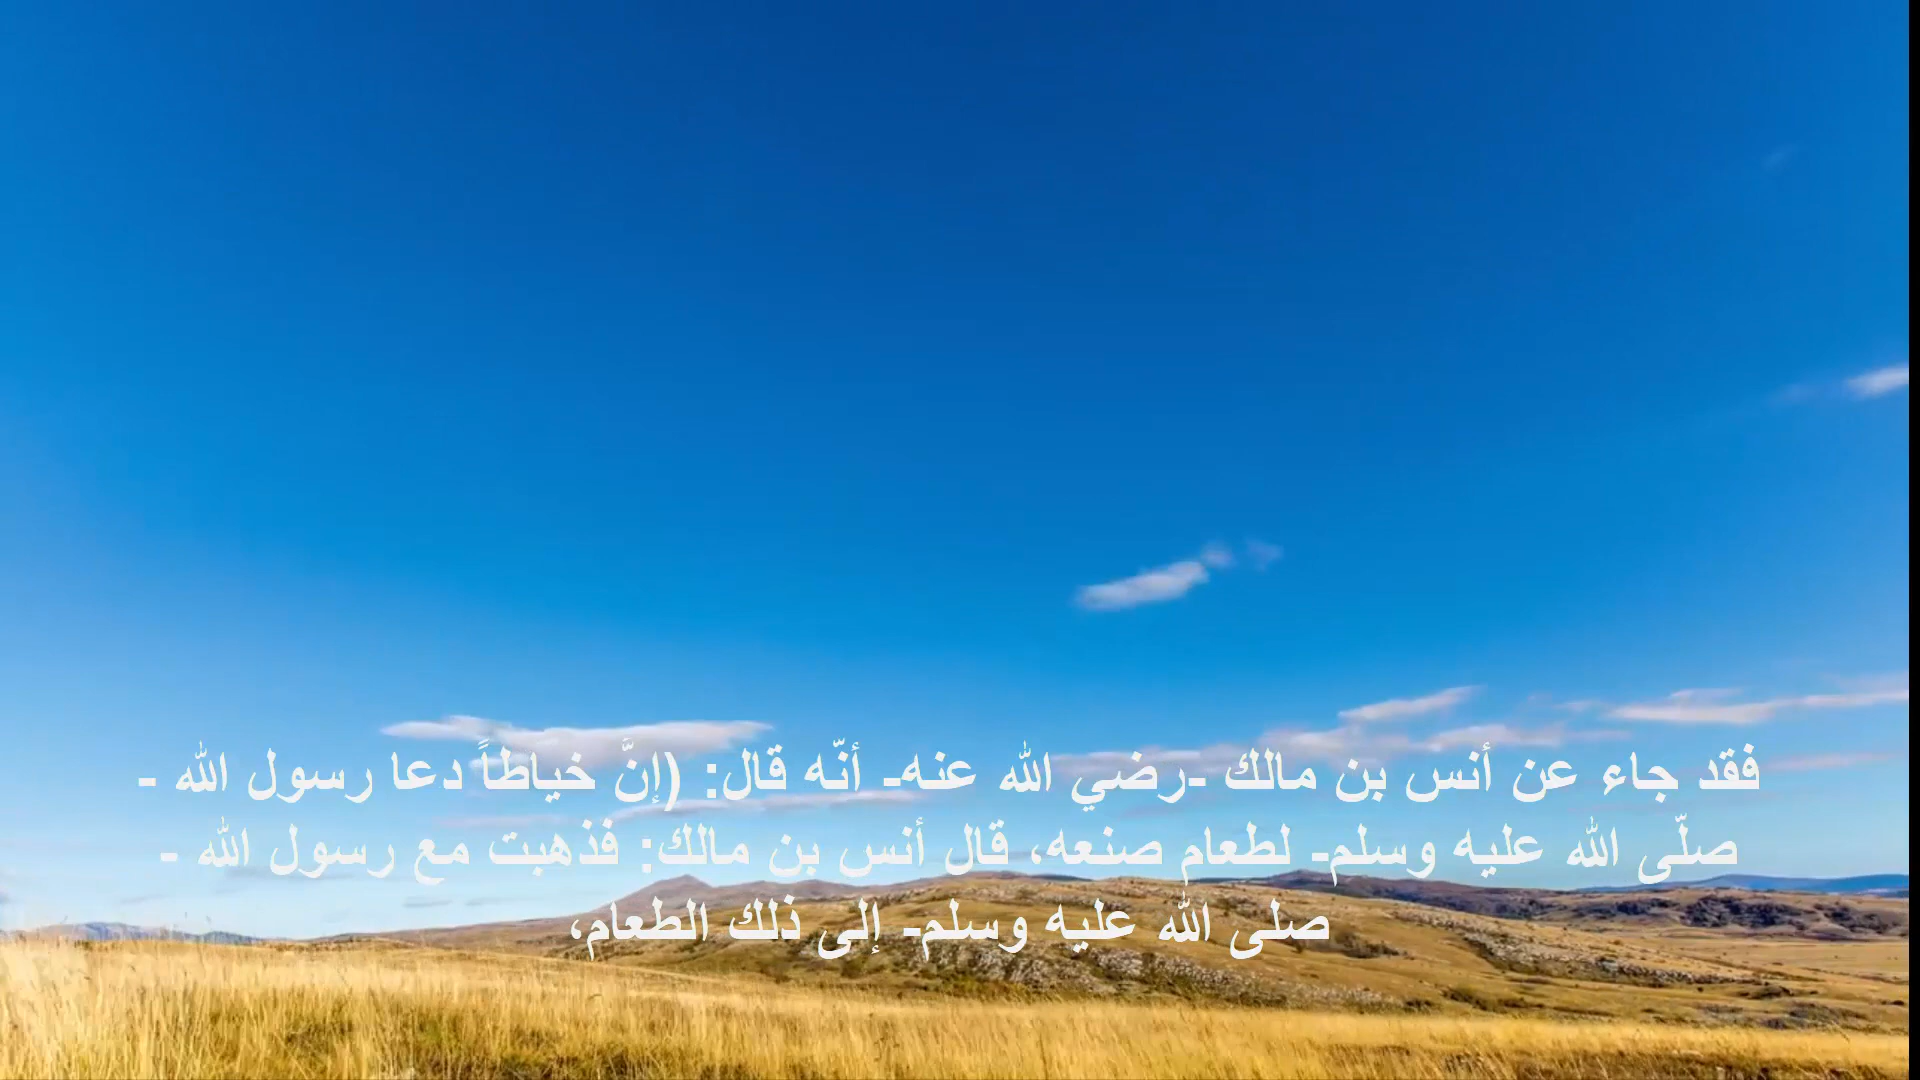 فقد جاء عن أنس بن مالك -رضي الله عنه- أنّه قال: (إنَّ خياطاً دعا رسول الله -
صلّى الله عليه وسلم- لطعام صنعه، قال أنس بن مالك: فذهبت مع رسول الله -
صلى الله عليه وسلم- إلى ذلك الطعام،